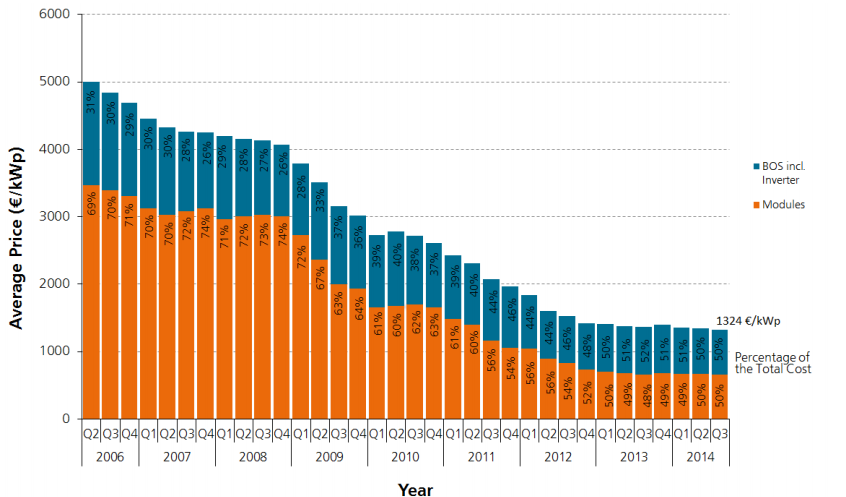 6000
5000
4000
3000
2000
1000
0
Average Price (€/kWp)
31% 30% 29% 30% 30% 28% 26% 29% 28% 27% 26% 28% 33% 37% 36% 39% 40% 38% 37% 39% 40% 44% 46% 44% 44% 46% 48% 50% 51% 52% 51% 51% 50% 50%
69% 70% 71% 70% 70% 72% 74% 71% 72% 73% 74% 72% 67% 63% 64% 61% 60% 62% 63% 61% 60% 56% 54% 56% 56% 54% 52% 50% 49% 48% 49% 49% 50% 50%
BOS incl.
Inverter
Modules
1324 €/kWp
Percentage of
the Total Cost
Q2 Q3 Q4 Q1 Q2 Q3 Q4 Q1 Q2 Q3 Q4 Q1 Q2 Q3 Q4 Q1 Q2 Q3 Q4 Q1 Q2 Q3 Q4 Q1 Q2 Q3 Q4 Q1 Q2 Q3 Q4 Q1 Q2 Q3
2006 2007 2008 2009 2010 2011 2012 2013 2014
Year